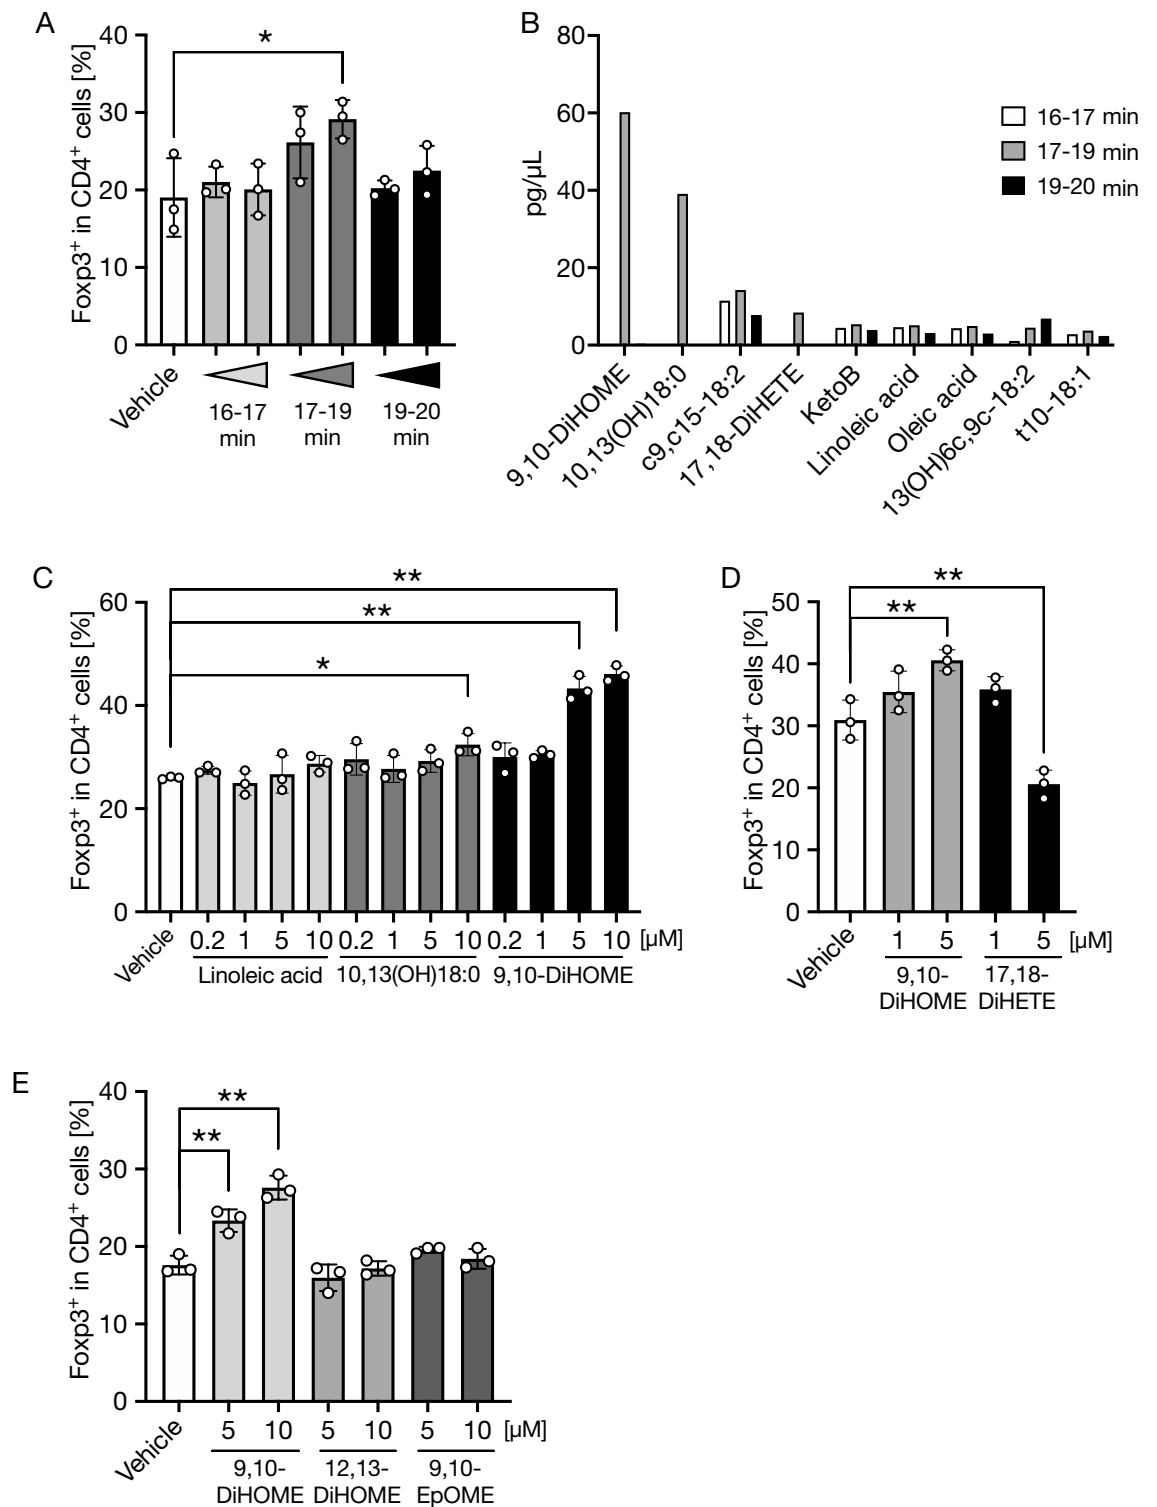 A
Foxp3+ in CD4+ cells [%]
40
30
20
10
0
*
Vehicle
16-17
min
17-19
min
19-20
min
B
pg/µL
80
60
40
20
0
16-17 min
17-19 min
19-20 min
9,10-DiHOME
10,13(OH)18:0
c9,c15-18:2
17,18-DiHETE
KetoB
Linoleic acid
Oleic acid
13(OH)6c,9c-18:2
t10-18:1
C
Foxp3+ in CD4+ cells [%]
60
40
20
0
**
**
*
Vehicle
0.2 1 5 10 0.2 1 5 10 0.2 1 5 10 [µM]
Linoleic acid 10,13(OH)18:0 9,10-DiHOME
D
Foxp3+ in CD4+ cells [%]
50
40
30
20
10
0
**
**
Vehicle
1 5 1 5 [µM]
9,10-
DiHOME
17,18-
DiHETE
E
Foxp3+ in CD4+ cells [%]
40
30
20
10
0
**
**
Vehicle
5 10 5 10 5 10 [µM]
9,10-
DiHOME
12,13-
DiHOME
9,10-
EpOME